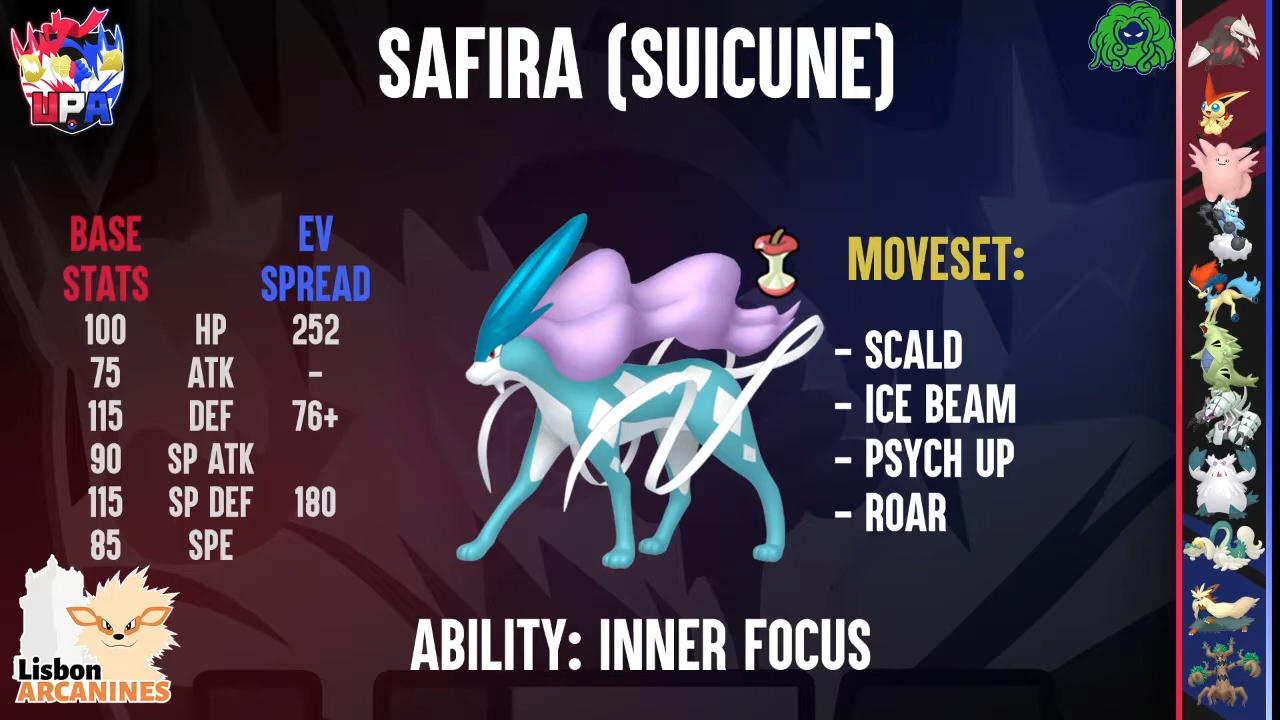 UPA
SAFIRA (SUICUNE)
BASE
STATS
EV
SPREAD
100 HP 252
75 ATK -
115 DEF 76+
90 SP ATK
115 SP DEF 180
85 SPE
MOVESET:
- SCALD
- ICE BEAM
- PSYCH UP
- ROAR
ABILITY: INNER FOCUS
Lisbon
ARCANINES